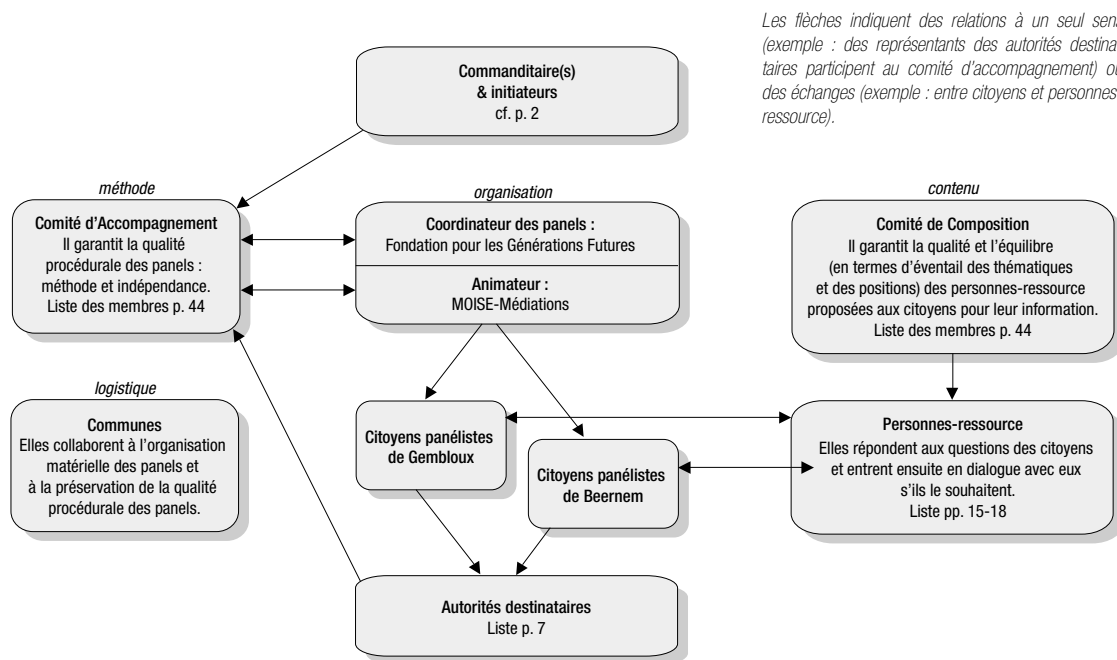 Les flèches indiquent des relations à un seul sens
(exemple : des représentants des autorités destina-
taires participent au comité d'accompagnement) ou
des échanges (exemple : entre citoyens et personnes-
ressource).
Commanditaire(s)
& initiateurs
cf. p. 2
méthode
Comité d'Accompagnement
Il garantit la qualité
procédurale des panels :
méthode et indépendance.
Liste des membres p. 44
organisation
Coordinateur des panels :
Fondation pour les Générations Futures
Animateur :
MOISE-Médiations
contenu
Comité de Composition
Il garantit la qualité et l'équilibre
(en termes d'éventail des thématiques
et des positions) des personnes-ressource
proposées aux citoyens pour leur information.
Liste des membres p. 44
logistique
Communes
Elles collaborent à l'organisation
matérielle des panels et
à la préservation de la qualité
procédurale des panels.
Citoyens panélistes
de Gembloux
Citoyens panélistes
de Beernem
Personnes-ressource
Elles répondent aux questions des citoyens
et entrent ensuite en dialogue avec eux
s'ils le souhaitent.
Liste pp. 15-18
Autorités destinataires
Liste p. 7